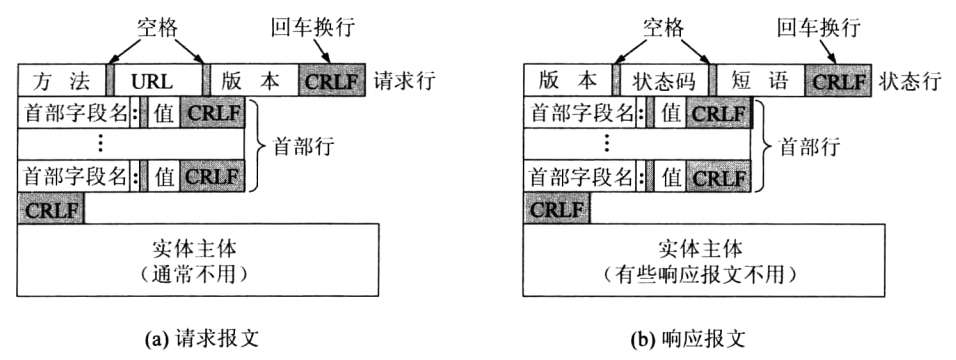 空格 回车换行
方 法 URL 版 本 CRLF 请求行
首部字段名: 值 CRLF
⋮
首部行
首部字段名: 值 CRLF
CRLF
实体主体
（通常不用）
(a) 请求报文
空格 回车换行
版 本 状态码 短 语 CRLF 状态行
首部字段名: 值 CRLF
⋮
首部行
首部字段名: 值 CRLF
CRLF
实体主体
（有些响应报文不用）
(b) 响应报文